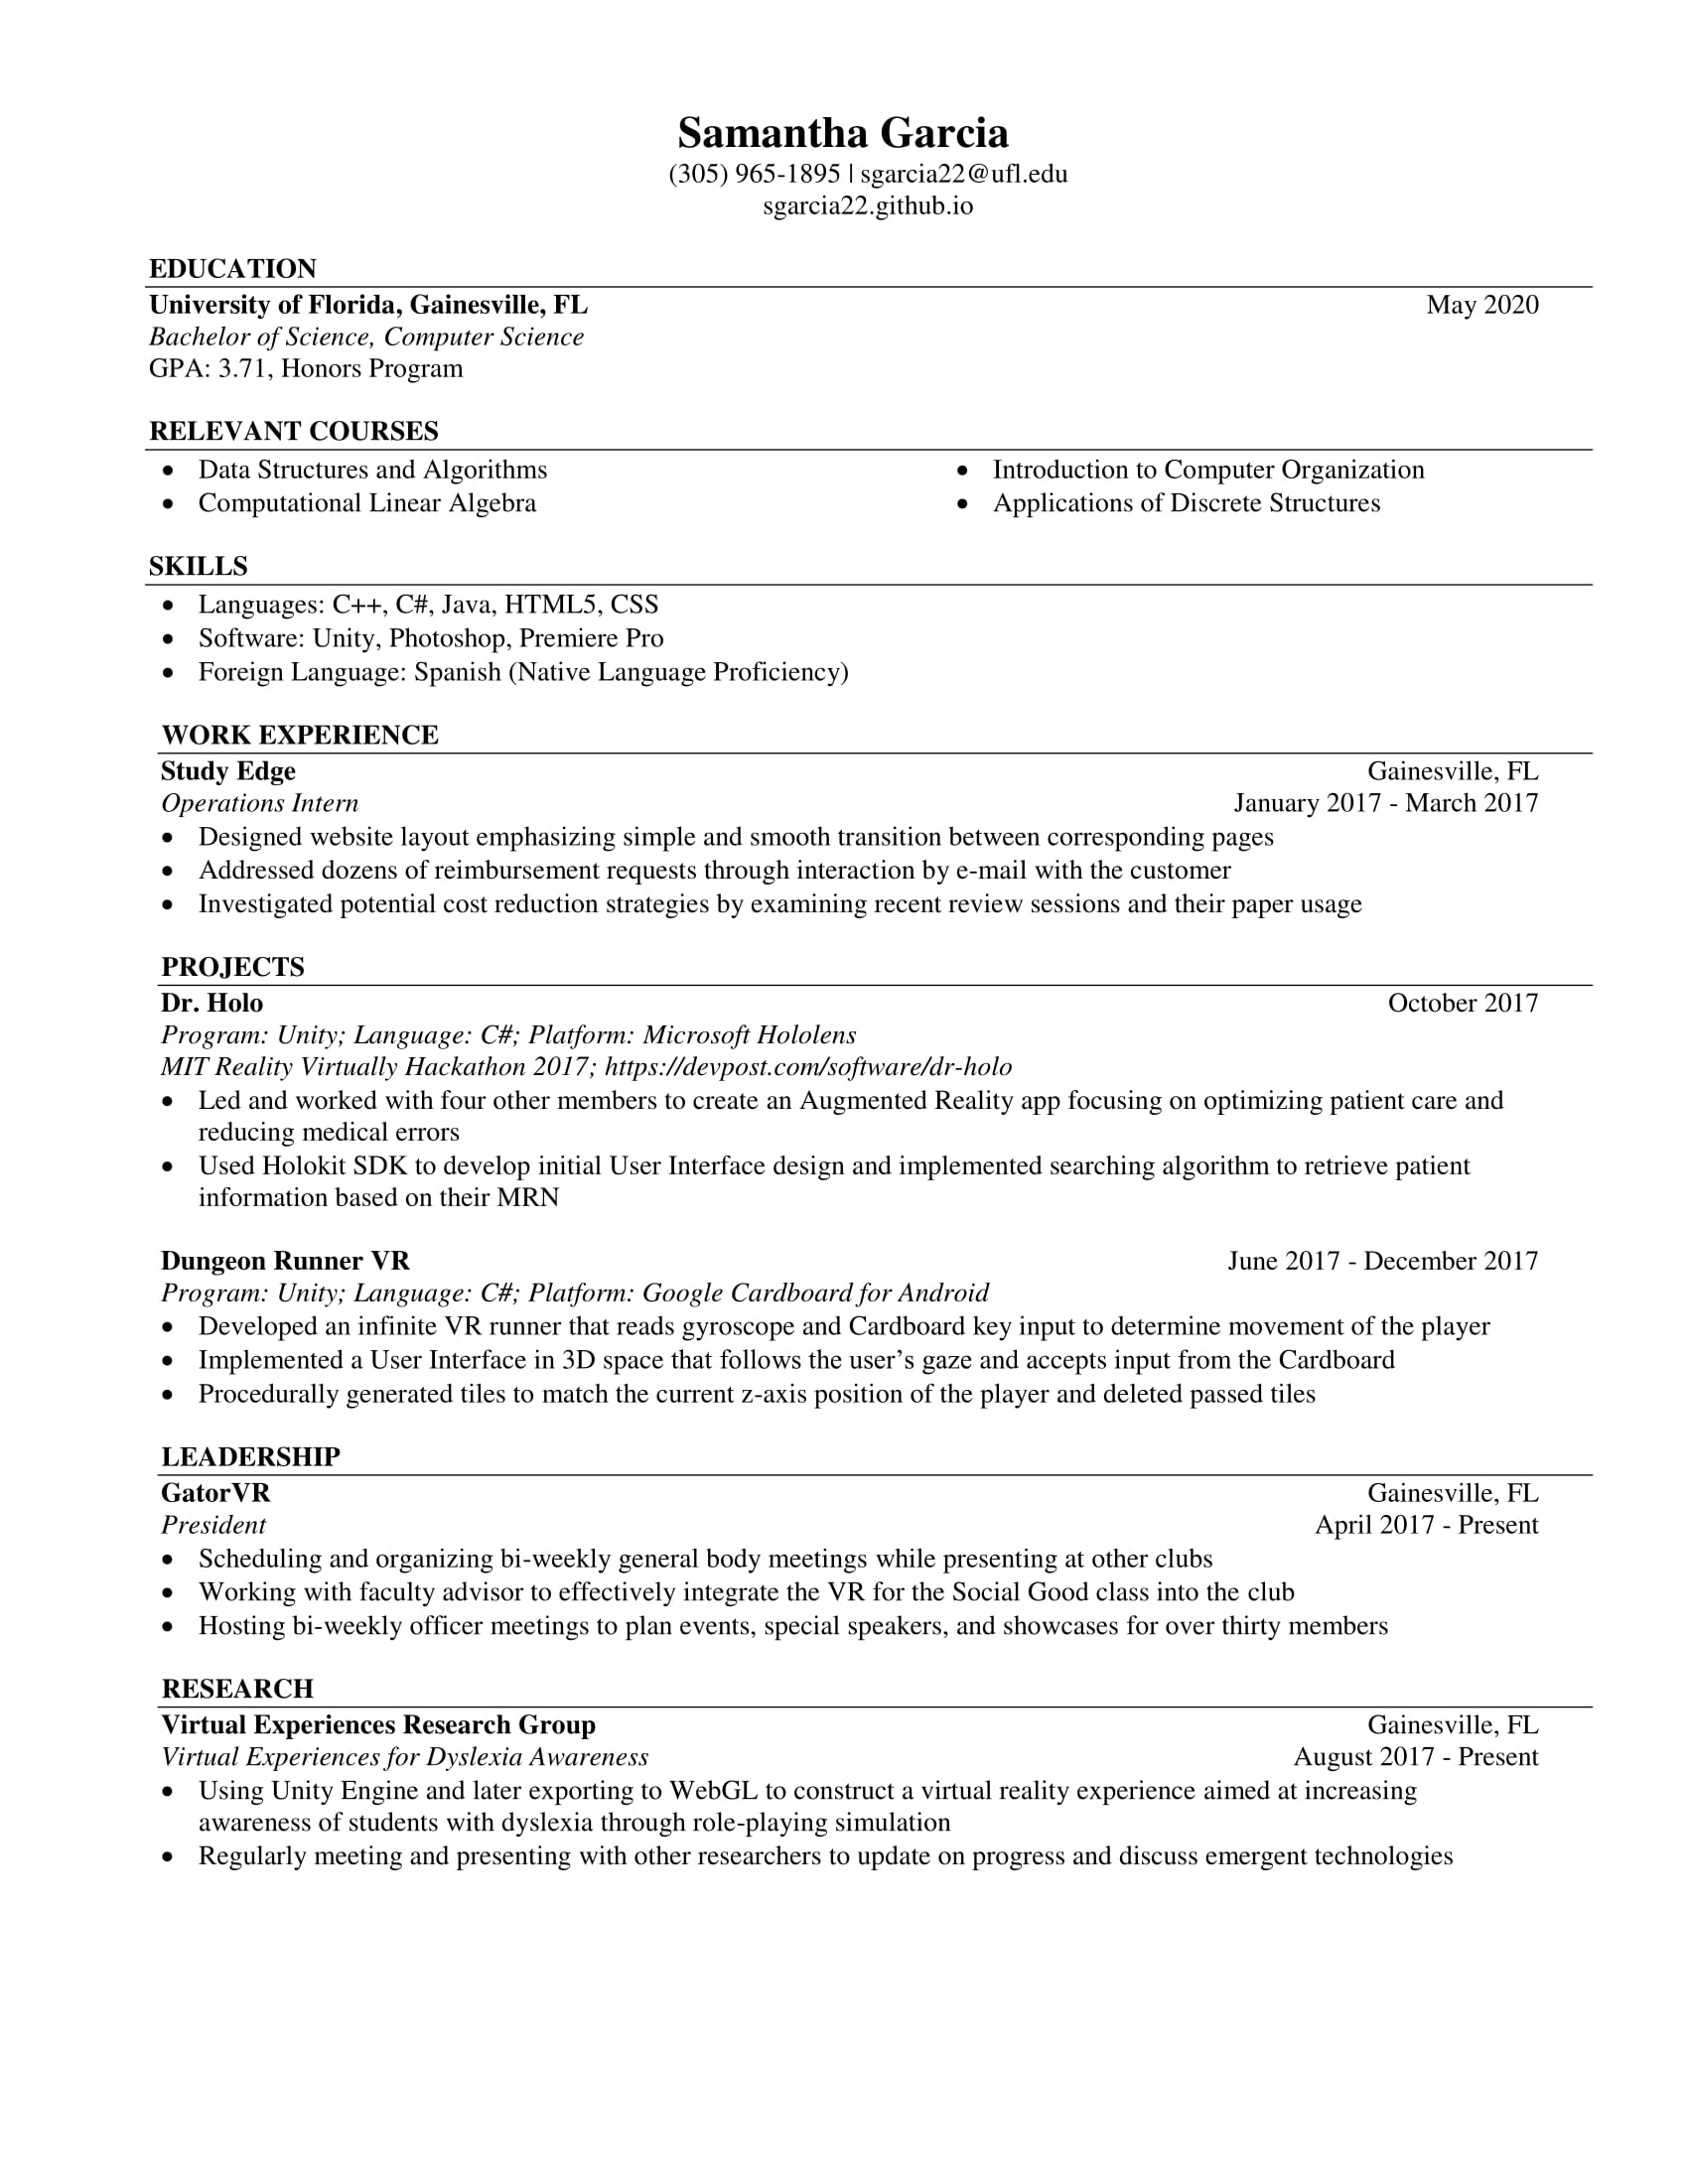 Samantha Garcia
(305) 965-1895 | sgarcia22@ufl.edu
sgarcia22.github.io
EDUCATION
University of Florida, Gainesville, FL May 2020
Bachelor of Science, Computer Science
GPA: 3.71, Honors Program
RELEVANT COURSES
• Data Structures and Algorithms • Introduction to Computer Organization
• Computational Linear Algebra • Applications of Discrete Structures
SKILLS
• Languages: C++, C#, Java, HTML5, CSS
• Software: Unity, Photoshop, Premiere Pro
• Foreign Language: Spanish (Native Language Proficiency)
WORK EXPERIENCE
Study Edge Gainesville, FL
Operations Intern January 2017 - March 2017
• Designed website layout emphasizing simple and smooth transition between corresponding pages
• Addressed dozens of reimbursement requests through interaction by e-mail with the customer
• Investigated potential cost reduction strategies by examining recent review sessions and their paper usage
PROJECTS
Dr. Holo October 2017
Program: Unity; Language: C#; Platform: Microsoft Hololens
MIT Reality Virtually Hackathon 2017; https://devpost.com/software/dr-holo
• Led and worked with four other members to create an Augmented Reality app focusing on optimizing patient care and
reducing medical errors
• Used Holokit SDK to develop initial User Interface design and implemented searching algorithm to retrieve patient
information based on their MRN
Dungeon Runner VR June 2017 - December 2017
Program: Unity; Language: C#; Platform: Google Cardboard for Android
• Developed an infinite VR runner that reads gyroscope and Cardboard key input to determine movement of the player
• Implemented a User Interface in 3D space that follows the user’s gaze and accepts input from the Cardboard
• Procedurally generated tiles to match the current z-axis position of the player and deleted passed tiles
LEADERSHIP
GatorVR Gainesville, FL
President April 2017 - Present
• Scheduling and organizing bi-weekly general body meetings while presenting at other clubs
• Working with faculty advisor to effectively integrate the VR for the Social Good class into the club
• Hosting bi-weekly officer meetings to plan events, special speakers, and showcases for over thirty members
RESEARCH
Virtual Experiences Research Group Gainesville, FL
Virtual Experiences for Dyslexia Awareness August 2017 - Present
• Using Unity Engine and later exporting to WebGL to construct a virtual reality experience aimed at increasing
awareness of students with dyslexia through role-playing simulation
• Regularly meeting and presenting with other researchers to update on progress and discuss emergent technologies